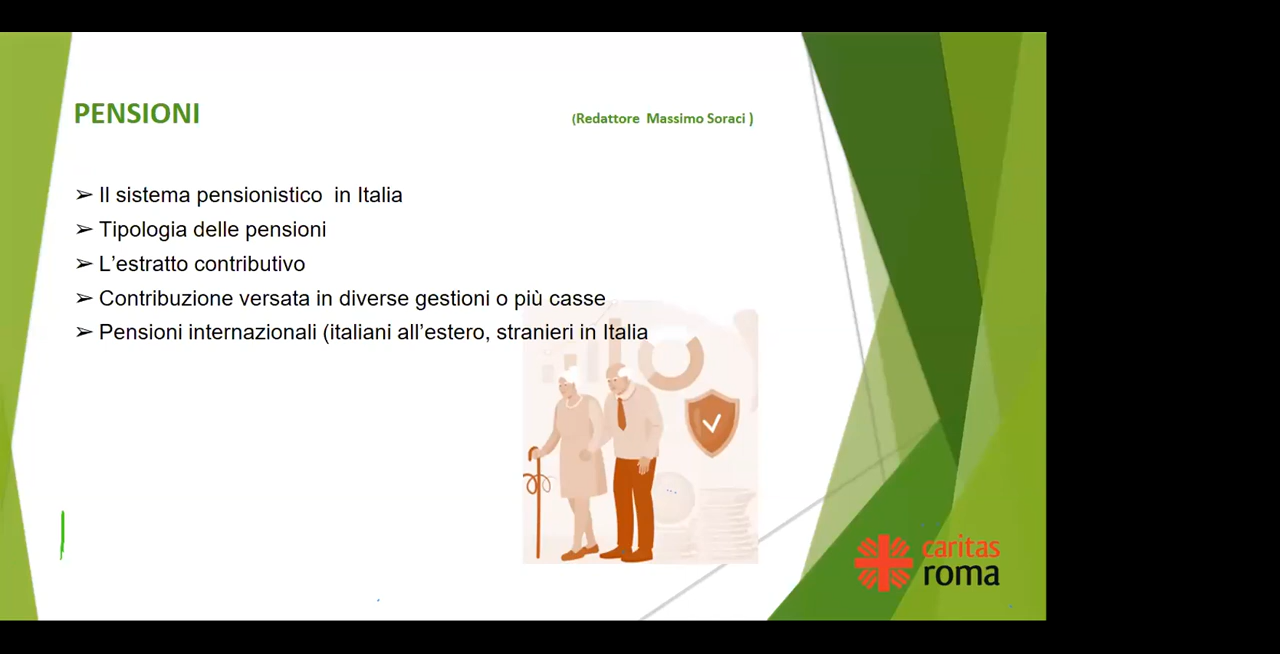 PENSIONI
(Redattore Massimo Soraci )
➢ Il sistema pensionistico in Italia
➢ Tipologia delle pensioni
➢ L’estratto contributivo
➢ Contribuzione versata in diverse gestioni o più casse
➢ Pensioni internazionali (italiani all’estero, stranieri in Italia
caritas
roma